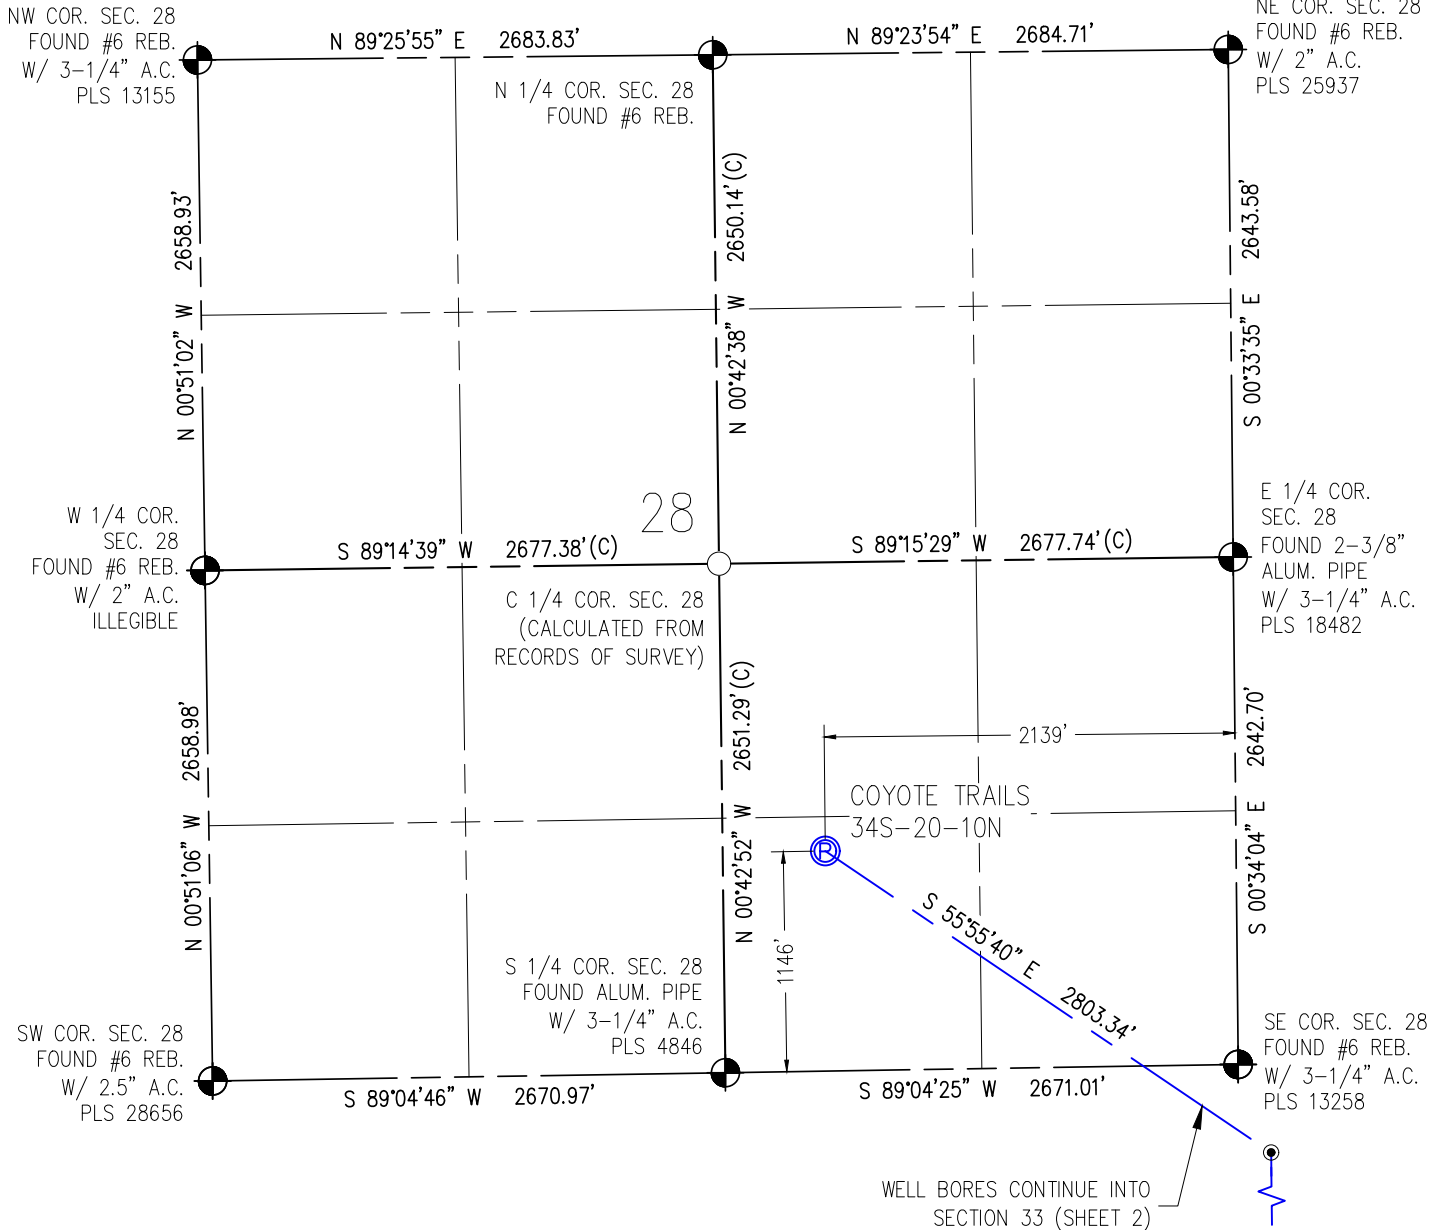 NW COR. SEC. 28
FOUND #6 REB.
W/ 3-1/4" A.C.
PLS 13155
N 89°25'55" E 2683.83'
N 1/4 COR. SEC. 28
FOUND #6 REB.
N 89°23'54" E 2684.71'
NE COR. SEC. 28
FOUND #6 REB.
W/ 2" A.C.
PLS 25937
N 00°51'02" W 2658.93'
N 00°42'38" W 2650.14'(C)
S 00°33'35" E 2643.58'
W 1/4 COR.
SEC. 28
FOUND #6 REB.
W/ 2" A.C.
ILLEGIBLE
S 89°14'39" W 2677.38'(C)
28
S 89°15'29" W 2677.74'(C)
E 1/4 COR.
SEC. 28
FOUND 2-3/8"
ALUM. PIPE
W/ 3-1/4" A.C.
PLS 18482
C 1/4 COR. SEC. 28
(CALCULATED FROM
RECORDS OF SURVEY)
N 00°51'06" W 2658.98'
N 00°42'52" W 2651.29'(C)
S 00°34'04" E 2642.70'
2139'
COYOTE TRAILS
34S-20-10N
R
1146'
S 55°55'40" E 2803.34'
S 1/4 COR. SEC. 28
FOUND ALUM. PIPE
W/ 3-1/4" A.C.
PLS 4846
SW COR. SEC. 28
FOUND #6 REB.
W/ 2.5" A.C.
PLS 28656
S 89°04'46" W 2670.97'
S 89°04'25" W 2671.01'
SE COR. SEC. 28
FOUND #6 REB.
W/ 3-1/4" A.C.
PLS 13258
WELL BORES CONTINUE INTO
SECTION 33 (SHEET 2)